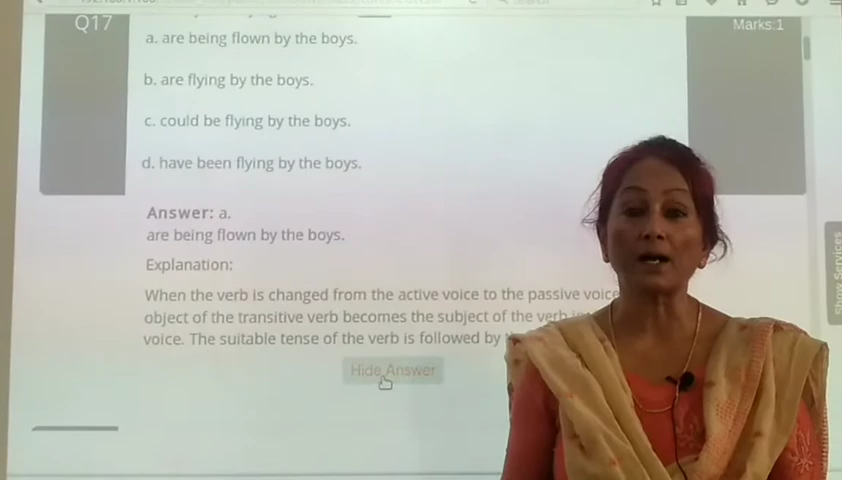 Q17
Marks:1
a. are being flown by the boys.
b. are flying by the boys.
c. could be flying by the boys.
d. have been flying by the boys.
Answer: a.
are being flown by the boys.
Explanation:
When the verb is changed from the active voice to the passive voice
object of the transitive verb becomes the subject of the verb
voice. The suitable tense of the verb is followed by
Hide Answer
Show Services